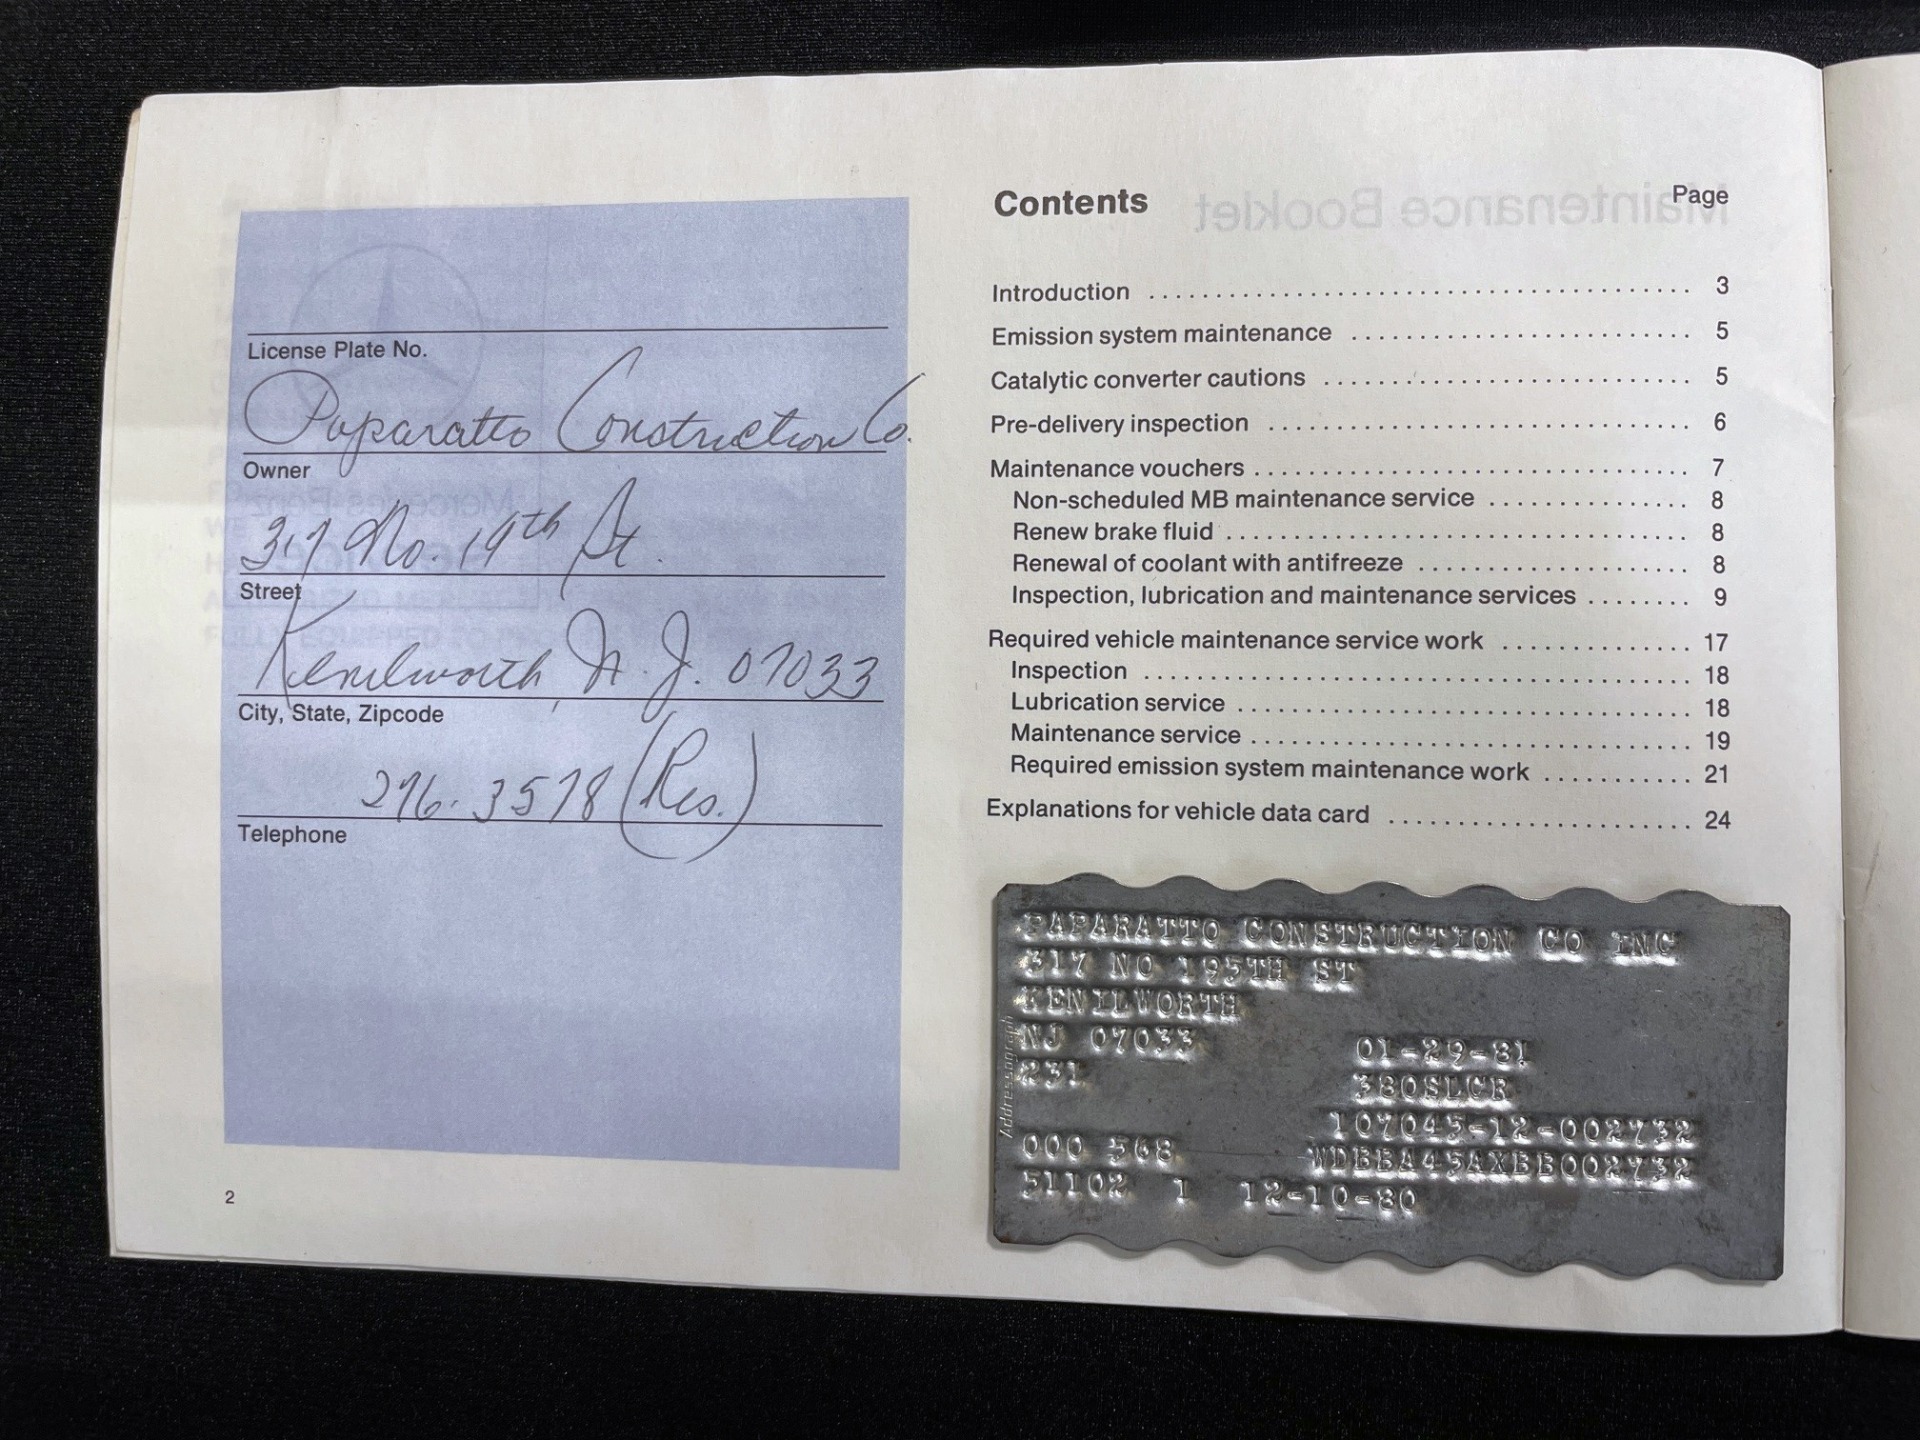 License Plate No.
Paparatto Construction Co.
Owner
317 No. 19th St.
Street
Kenilworth, N.J. 07033
City, State, Zipcode
276-3578 (Res.)
Telephone
2
Contents Page
Introduction 3
Emission system maintenance 5
Catalytic converter cautions 5
Pre-delivery inspection 6
Maintenance vouchers 7
Non-scheduled MB maintenance service 8
Renew brake fluid 8
Renewal of coolant with antifreeze 8
Inspection, lubrication and maintenance services 9
Required vehicle maintenance service work 17
Inspection 18
Lubrication service 18
Maintenance service 19
Required emission system maintenance work 21
Explanations for vehicle data card 24
Maintenance Booklet
PAPARATTO CONSTRUCTION CO INC
317 NO 195TH ST
KENILWORTH
NJ 07033 01-29-81
231 380SLCR
107045-12-002732
000 568 WDBBA45AXBB002732
51102 1 12-10-80
Addressograph